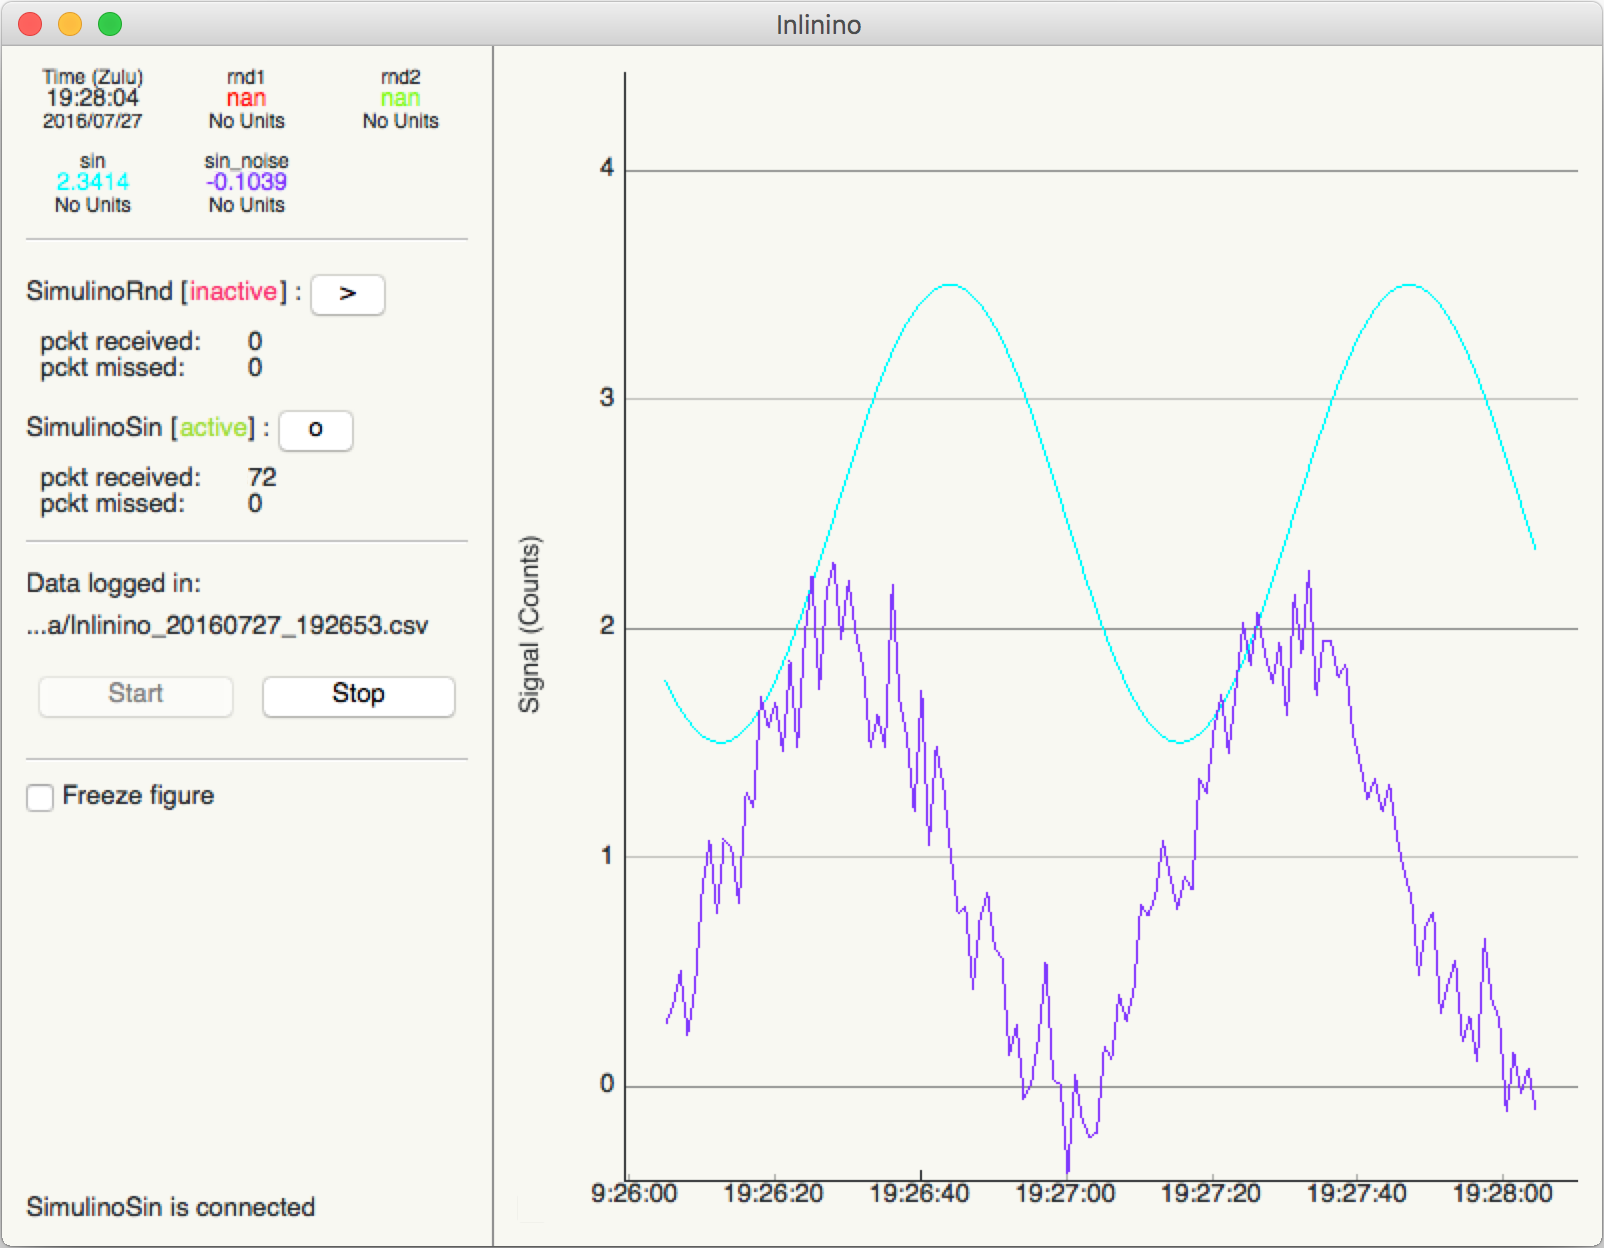 Inlinino
Time (Zulu) rnd1 rnd2
19:28:04 nan nan
2016/07/27 No Units No Units
sin sin_noise
2.3414 -0.1039
No Units No Units
SimulinoRnd [inactive] : >
pckt received: 0
pckt missed: 0
SimulinoSin [active] : o
pckt received: 72
pckt missed: 0
Data logged in:
...a/Inlinino_20160727_192653.csv
Start Stop
Freeze figure
SimulinoSin is connected
Signal (Counts)
4
3
2
1
0
9:26:00 19:26:20 19:26:40 19:27:00 19:27:20 19:27:40 19:28:00